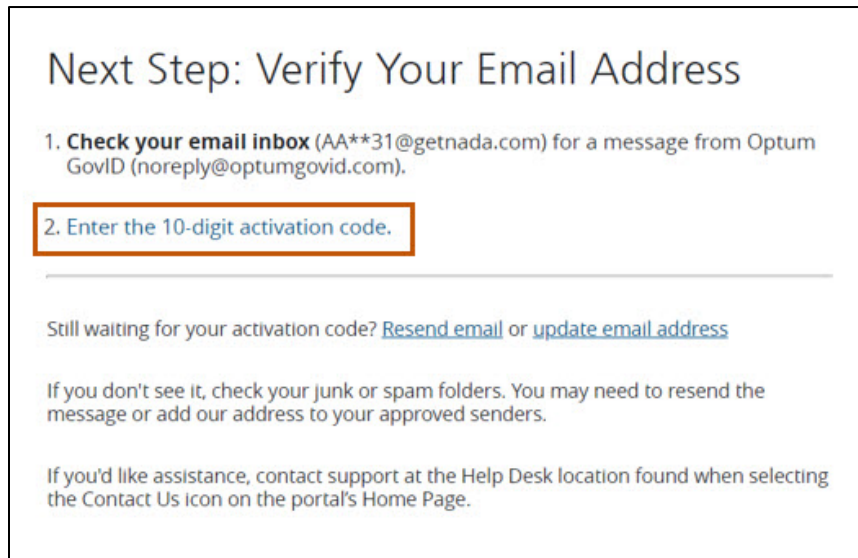 Next Step: Verify Your Email Address
1. Check your email inbox (AA**31@getnada.com) for a message from Optum
GovID (noreply@optumgovid.com).
2. Enter the 10-digit activation code.
Still waiting for your activation code? Resend email or update email address
If you don't see it, check your junk or spam folders. You may need to resend the
message or add our address to your approved senders.
If you'd like assistance, contact support at the Help Desk location found when selecting
the Contact Us icon on the portal's Home Page.